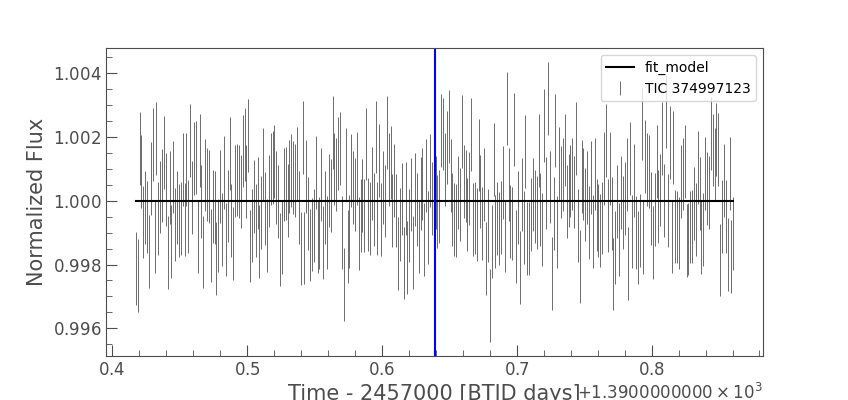 fit_model
TIC 374997123
Normalized Flux
1.004
1.002
1.000
0.998
0.996
0.4
0.5
0.6
0.7
0.8
Time - 2457000 [BTJD days]
+1.3900000000×10³